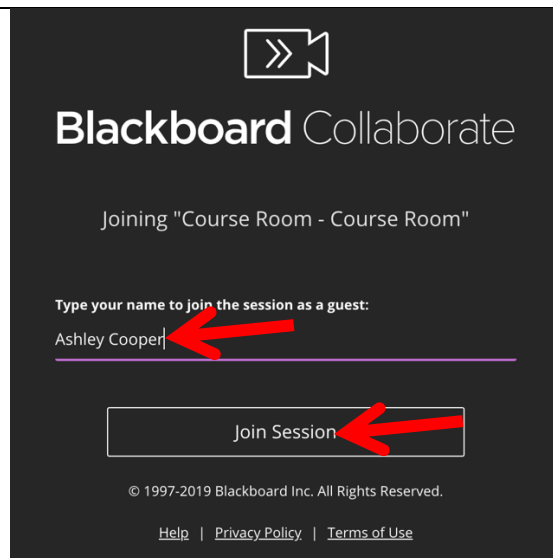 Blackboard Collaborate
Joining "Course Room - Course Room"
Type your name to join the session as a guest:
Ashley Cooper
Join Session
© 1997-2019 Blackboard Inc. All Rights Reserved.
Help | Privacy Policy | Terms of Use